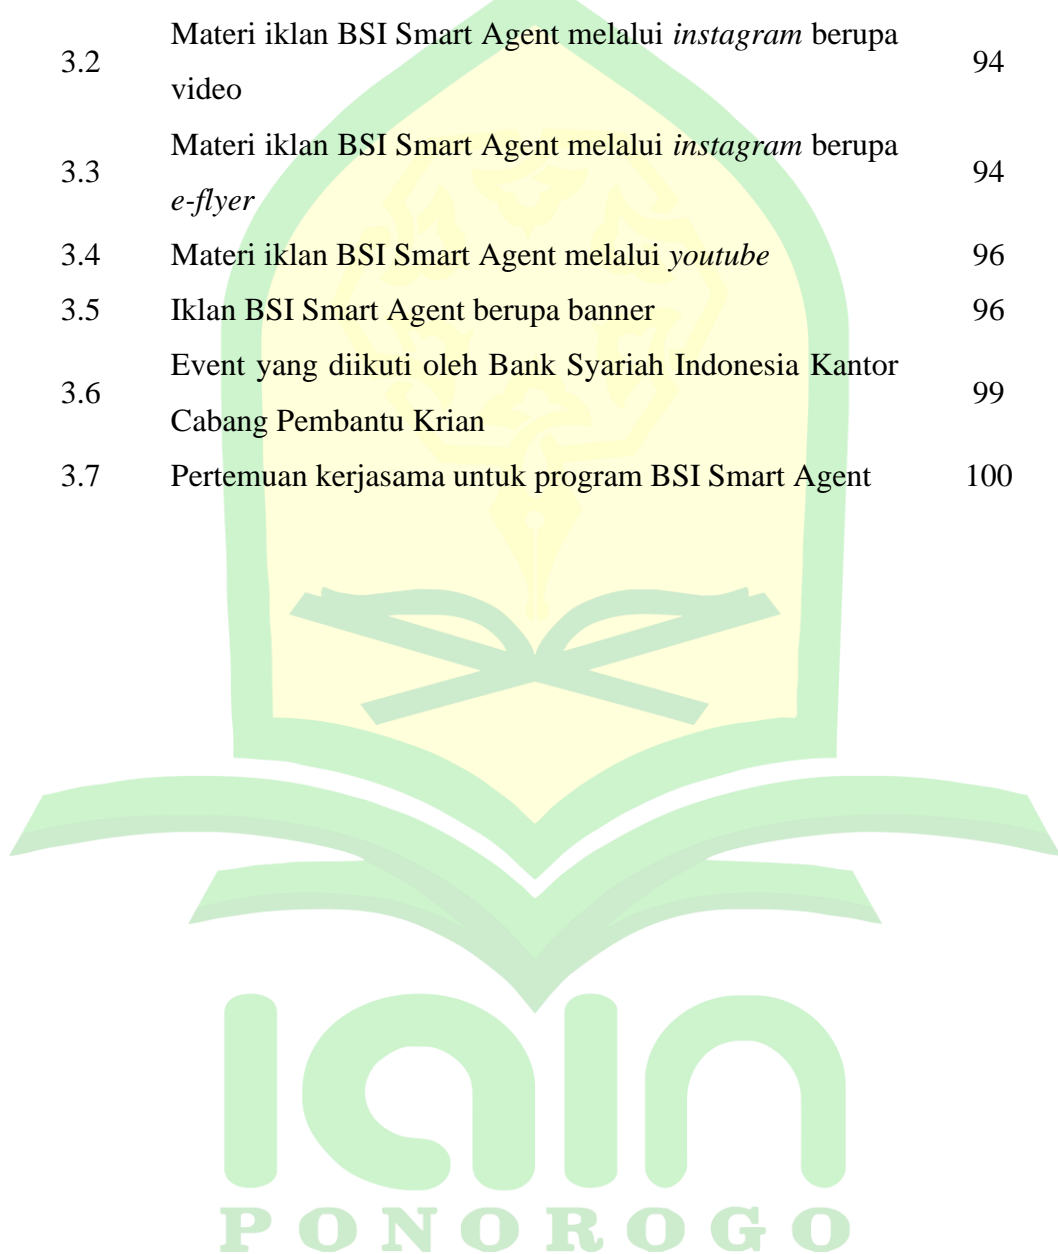 Materi iklan BSI Smart Agent melalui instagram berupa
3.2 94
video
Materi iklan BSI Smart Agent melalui instagram berupa
3.3 94
e-flyer
3.4 Materi iklan BSI Smart Agent melalui youtube 96
3.5 Iklan BSI Smart Agent berupa banner 96
Event yang diikuti oleh Bank Syariah Indonesia Kantor
3.6 99
Cabang Pembantu Krian
3.7 Pertemuan kerjasama untuk program BSI Smart Agent 100
iain
PONOROGO